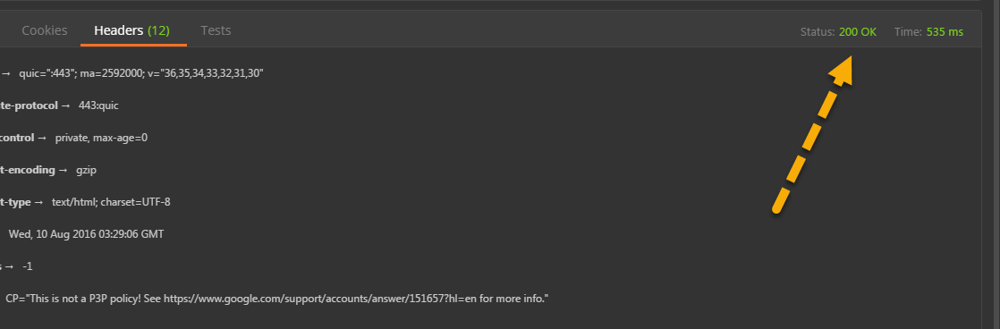 Cookies Headers (12) Tests Status: 200 OK Time: 535 ms
→ quic=":443"; ma=2592000; v="36,35,34,33,32,31,30"
te-protocol → 443:quic
control → private, max-age=0
t-encoding → gzip
t-type → text/html; charset=UTF-8
Wed, 10 Aug 2016 03:29:06 GMT
s → -1
CP="This is not a P3P policy! See https://www.google.com/support/accounts/answer/151657?hl=en for more info."